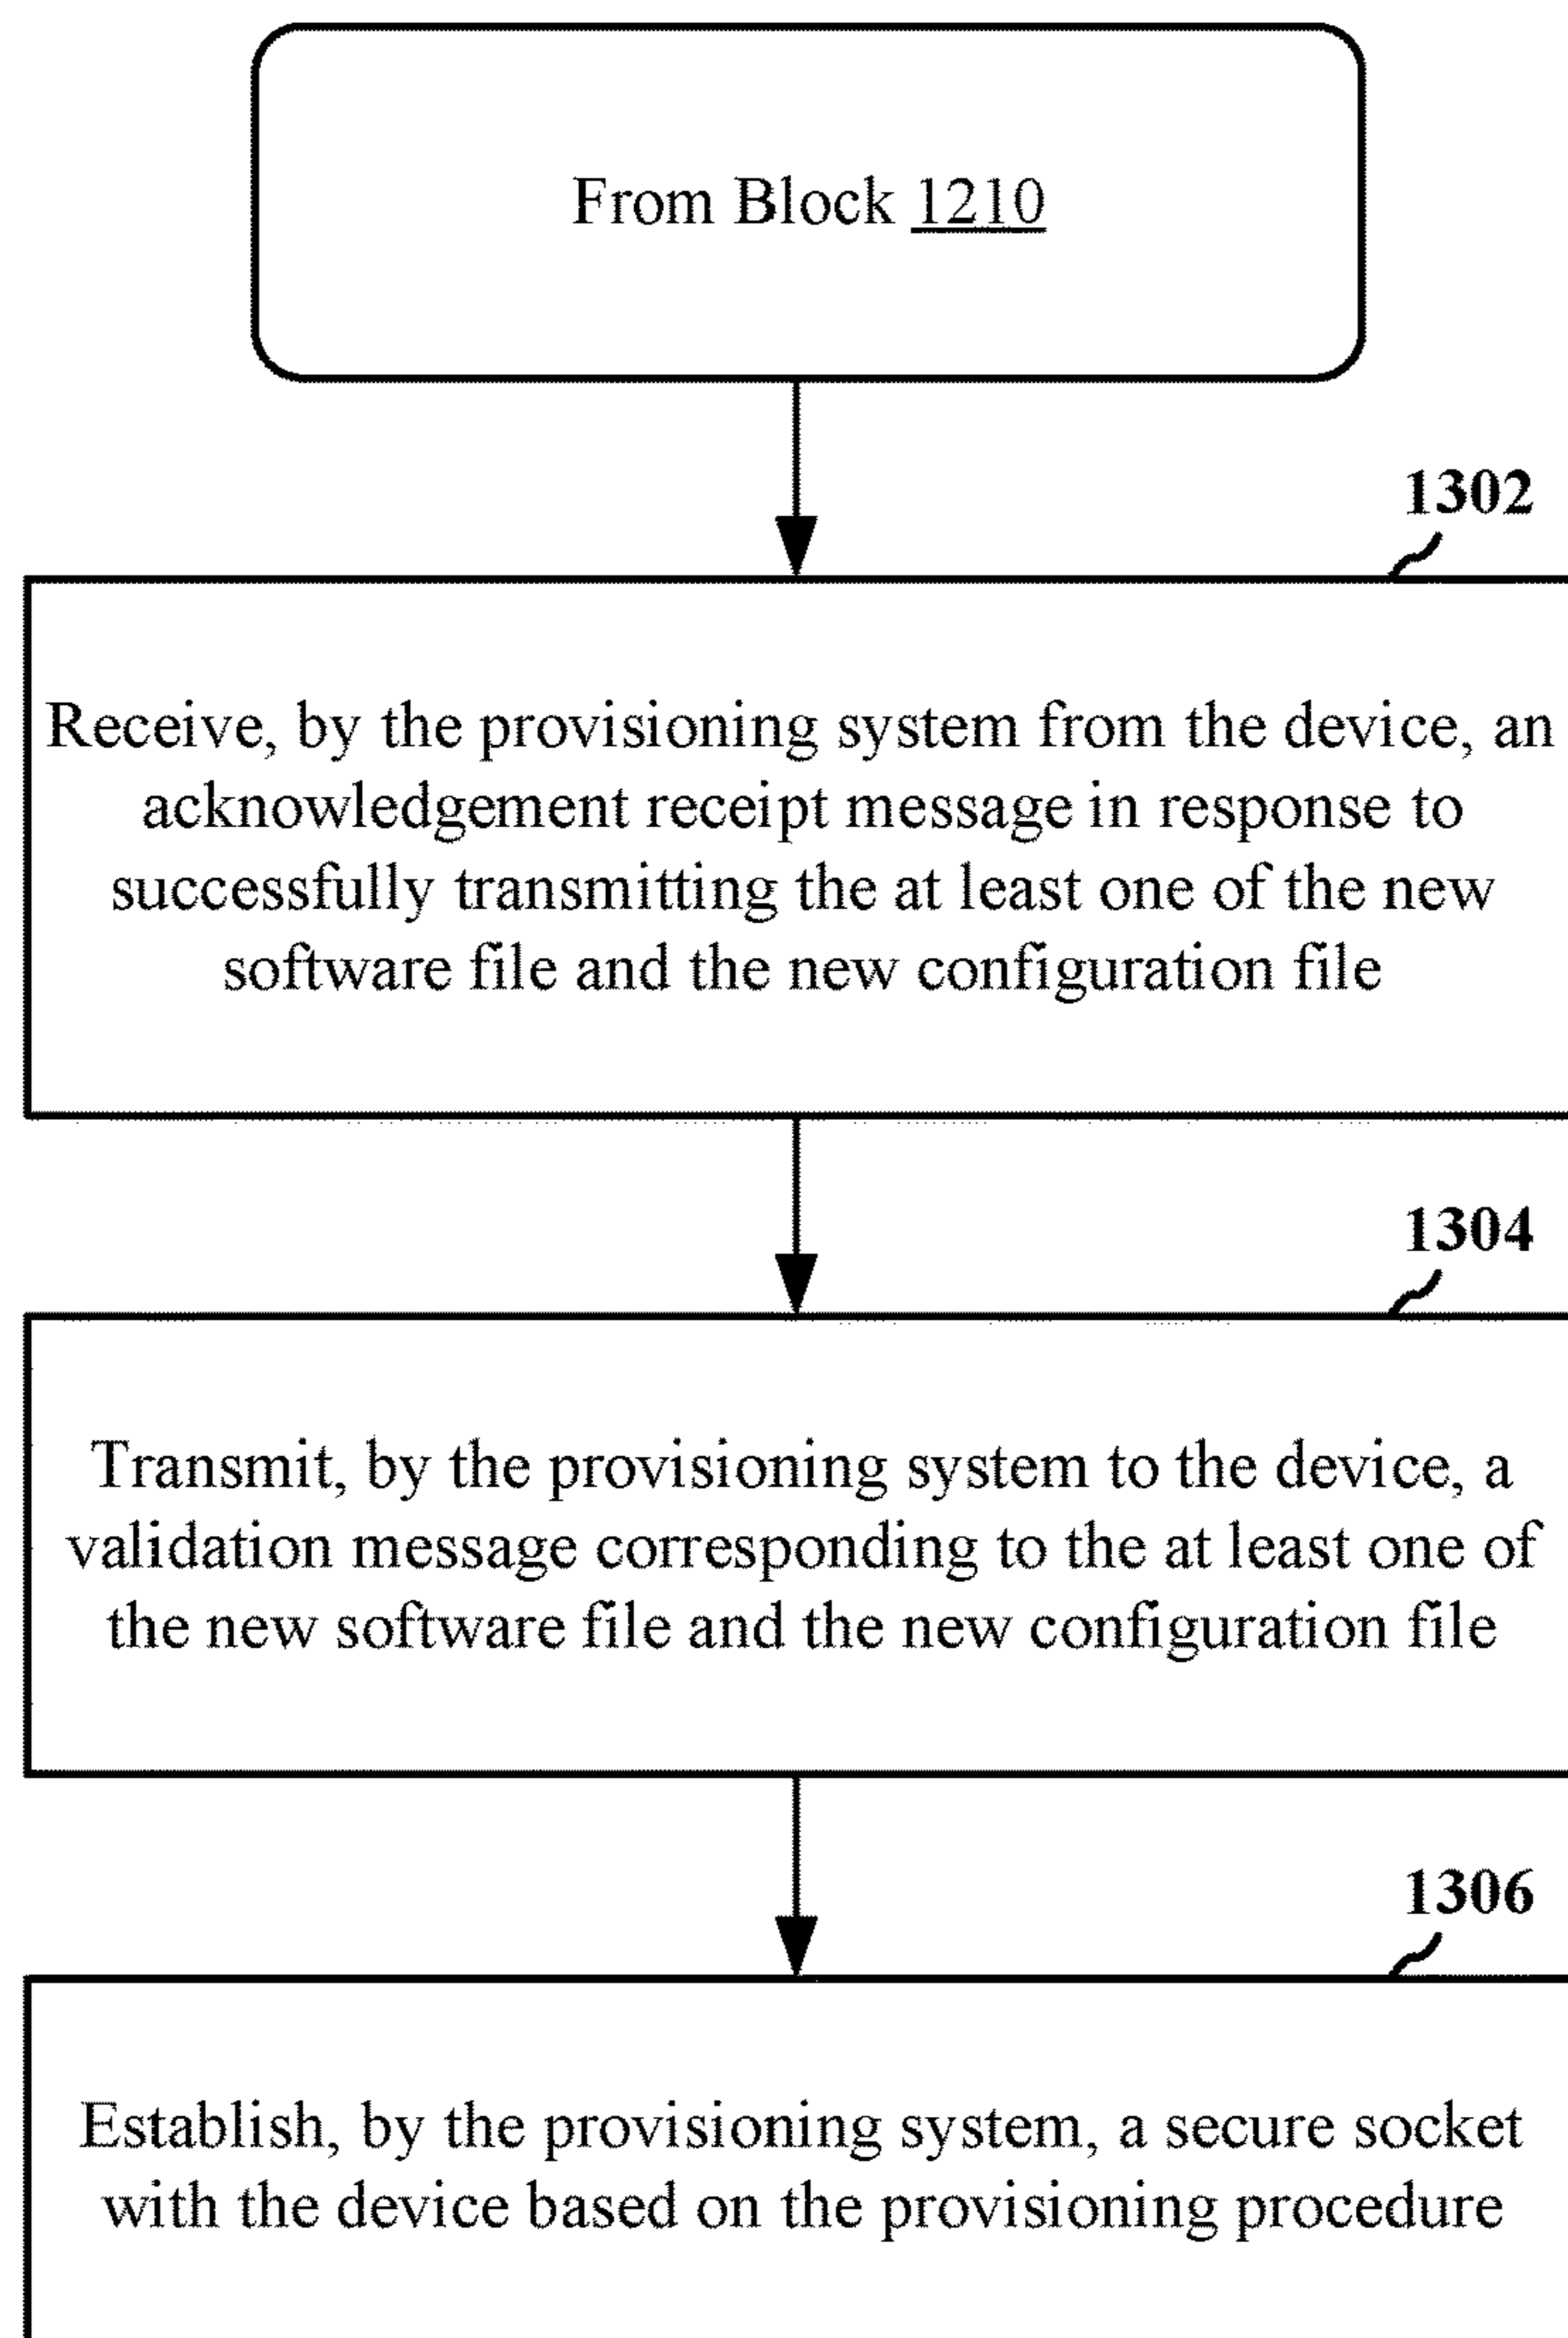 From Block 1210
1302
Receive, by the provisioning system from the device, an
acknowledgement receipt message in response to
successfully transmitting the at least one of the new
software file and the new configuration file
1304
Transmit, by the provisioning system to the device, a
validation message corresponding to the at least one of
the new software file and the new configuration file
1306
Establish, by the provisioning system, a secure socket
with the device based on the provisioning procedure